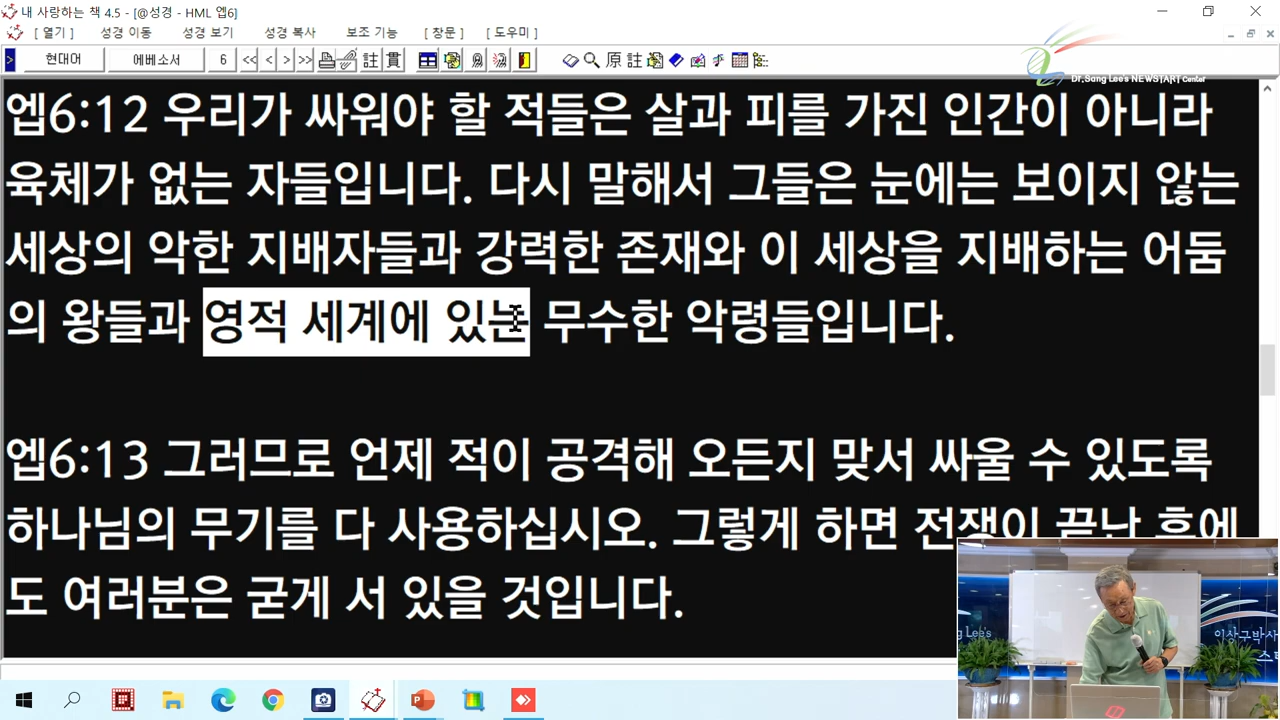 내 사랑하는 책 4.5 - [@성경 - HML 엡6]
[ 열기 ] 성경 이동 성경 보기 성경 복사 보조 기능 [ 창문 ] [ 도우미 ]
현대어 에베소서 6 << < > >> 註 貫 原 註
Dr.Sang Lee's NEWSTART Center
엡6:12 우리가 싸워야 할 적들은 살과 피를 가진 인간이 아니라
육체가 없는 자들입니다. 다시 말해서 그들은 눈에는 보이지 않는
세상의 악한 지배자들과 강력한 존재와 이 세상을 지배하는 어둠
의 왕들과 영적 세계에 있는 무수한 악령들입니다.
엡6:13 그러므로 언제 적이 공격해 오든지 맞서 싸울 수 있도록
하나님의 무기를 다 사용하십시오. 그렇게 하면 전쟁이 끝난 후에
도 여러분은 굳게 서 있을 것입니다.
Lee's
이상구박사